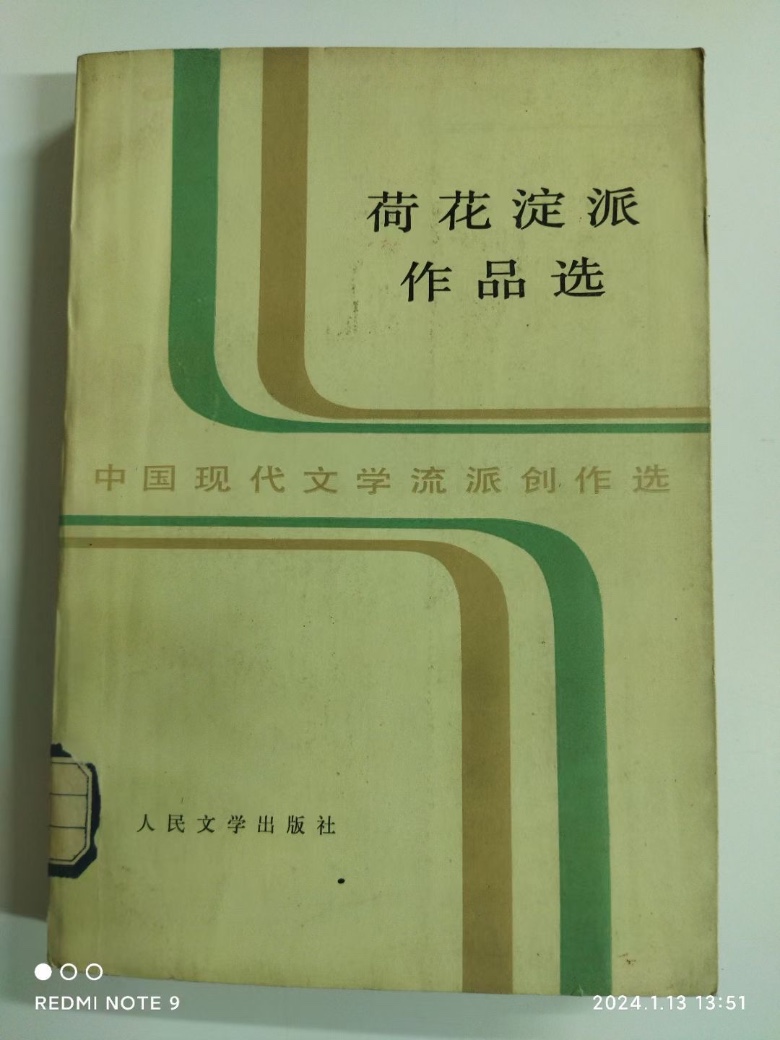 荷花淀派
作品选
中国现代文学流派创作选
人民文学出版社
REDMI NOTE 9
2024.1.13 13:51